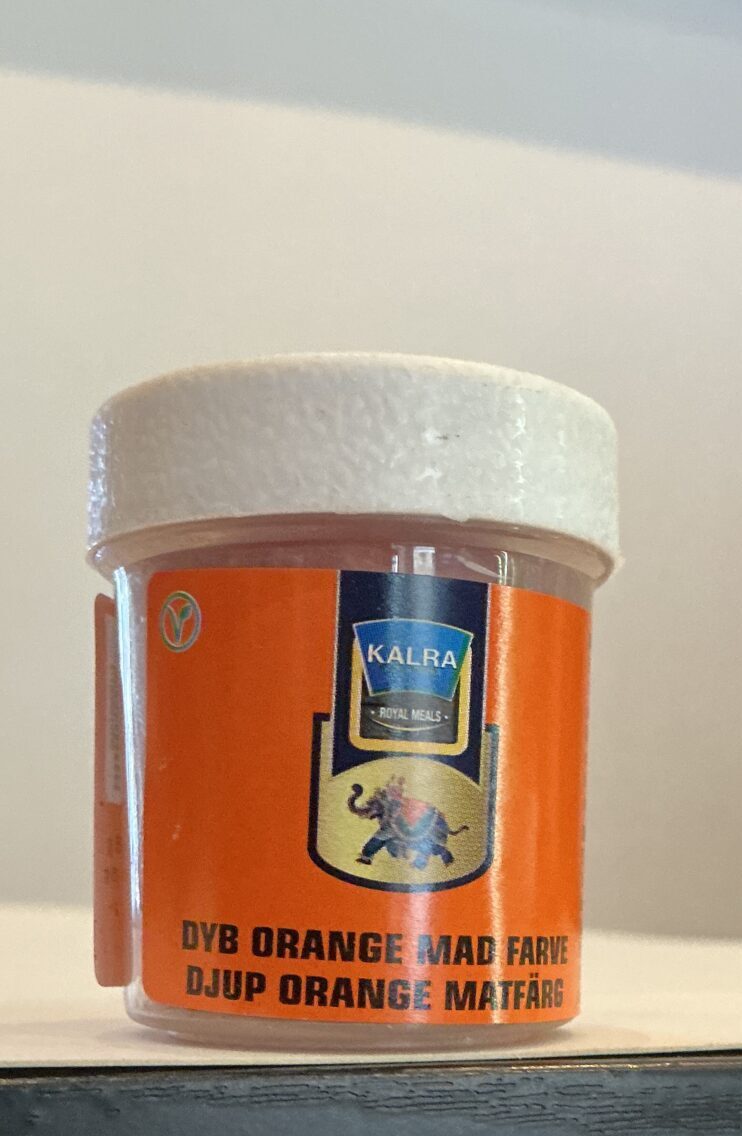 KALRA
• ROYAL MEALS •
DYB ORANGE MAD FARVE
DJUP ORANGE MATFÄRG